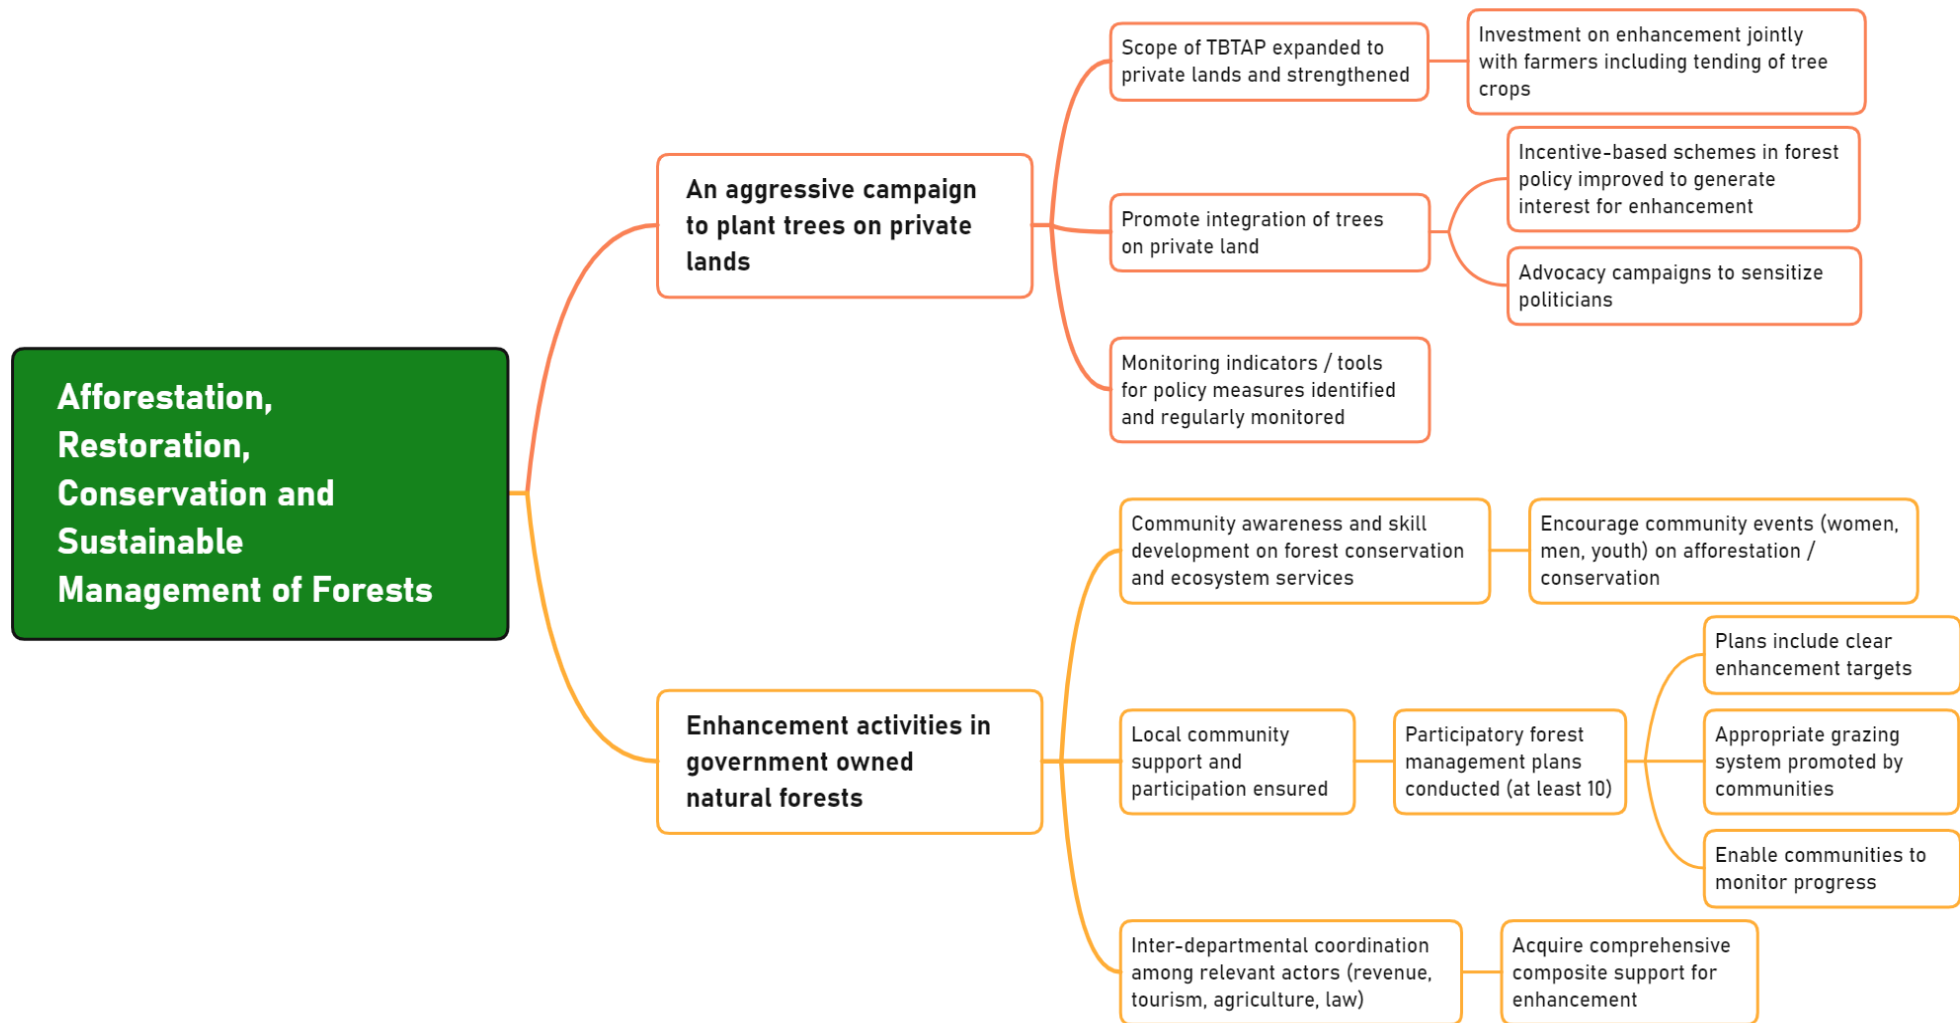 Afforestation,
Restoration,
Conservation and
Sustainable
Management of Forests
An aggressive campaign
to plant trees on private
lands
Scope of TBTAP expanded to
private lands and strengthened
Investment on enhancement jointly
with farmers including tending of tree
crops
Promote integration of trees
on private land
Incentive-based schemes in forest
policy improved to generate
interest for enhancement
Advocacy campaigns to sensitize
politicians
Monitoring indicators / tools
for policy measures identified
and regularly monitored
Enhancement activities in
government owned
natural forests
Community awareness and skill
development on forest conservation
and ecosystem services
Encourage community events (women,
men, youth) on afforestation /
conservation
Local community
support and
participation ensured
Participatory forest
management plans
conducted (at least 10)
Plans include clear
enhancement targets
Appropriate grazing
system promoted by
communities
Enable communities to
monitor progress
Inter-departmental coordination
among relevant actors (revenue,
tourism, agriculture, law)
Acquire comprehensive
composite support for
enhancement